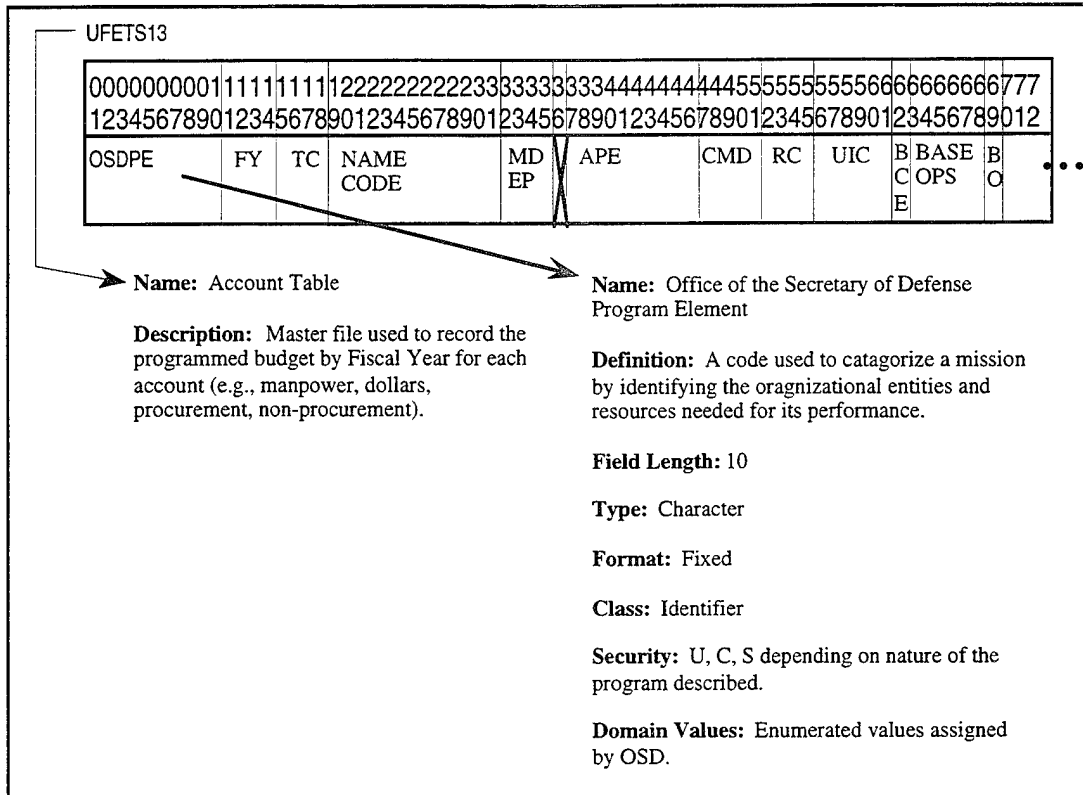 UFETS13
000000000111111111122222222223333333333444444444455555555556666666666777
123456789012345678901234567890123456789012345678901234567890123456789012
OSDPE FY TC NAME CODE MD EP APE CMD RC UIC BCE BASE OPS BO •••
Name: Account Table
Description: Master file used to record the
programmed budget by Fiscal Year for each
account (e.g., manpower, dollars,
procurement, non-procurement).
Name: Office of the Secretary of Defense
Program Element
Definition: A code used to catagorize a mission
by identifying the oragnizational entities and
resources needed for its performance.
Field Length: 10
Type: Character
Format: Fixed
Class: Identifier
Security: U, C, S depending on nature of the
program described.
Domain Values: Enumerated values assigned
by OSD.